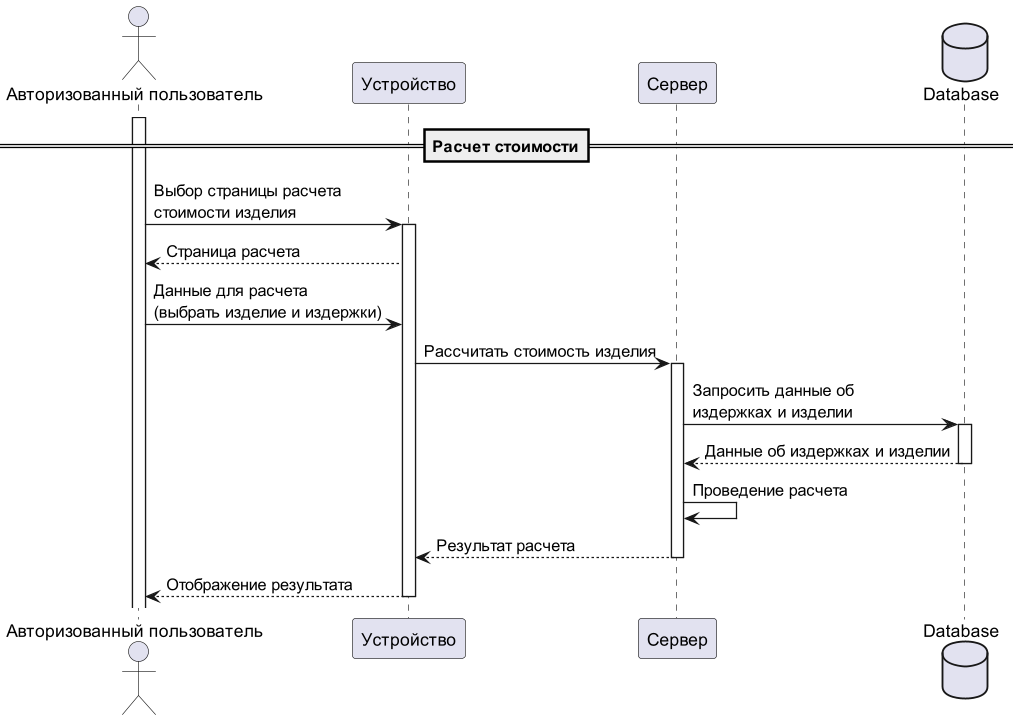 Авторизованный пользователь
Устройство
Сервер
Database
Расчет стоимости
Выбор страницы расчета
стоимости изделия
Страница расчета
Данные для расчета
(выбрать изделие и издержки)
Рассчитать стоимость изделия
Запросить данные об
издержках и изделии
Данные об издержках и изделии
Проведение расчета
Результат расчета
Отображение результата
Авторизованный пользователь
Устройство
Сервер
Database